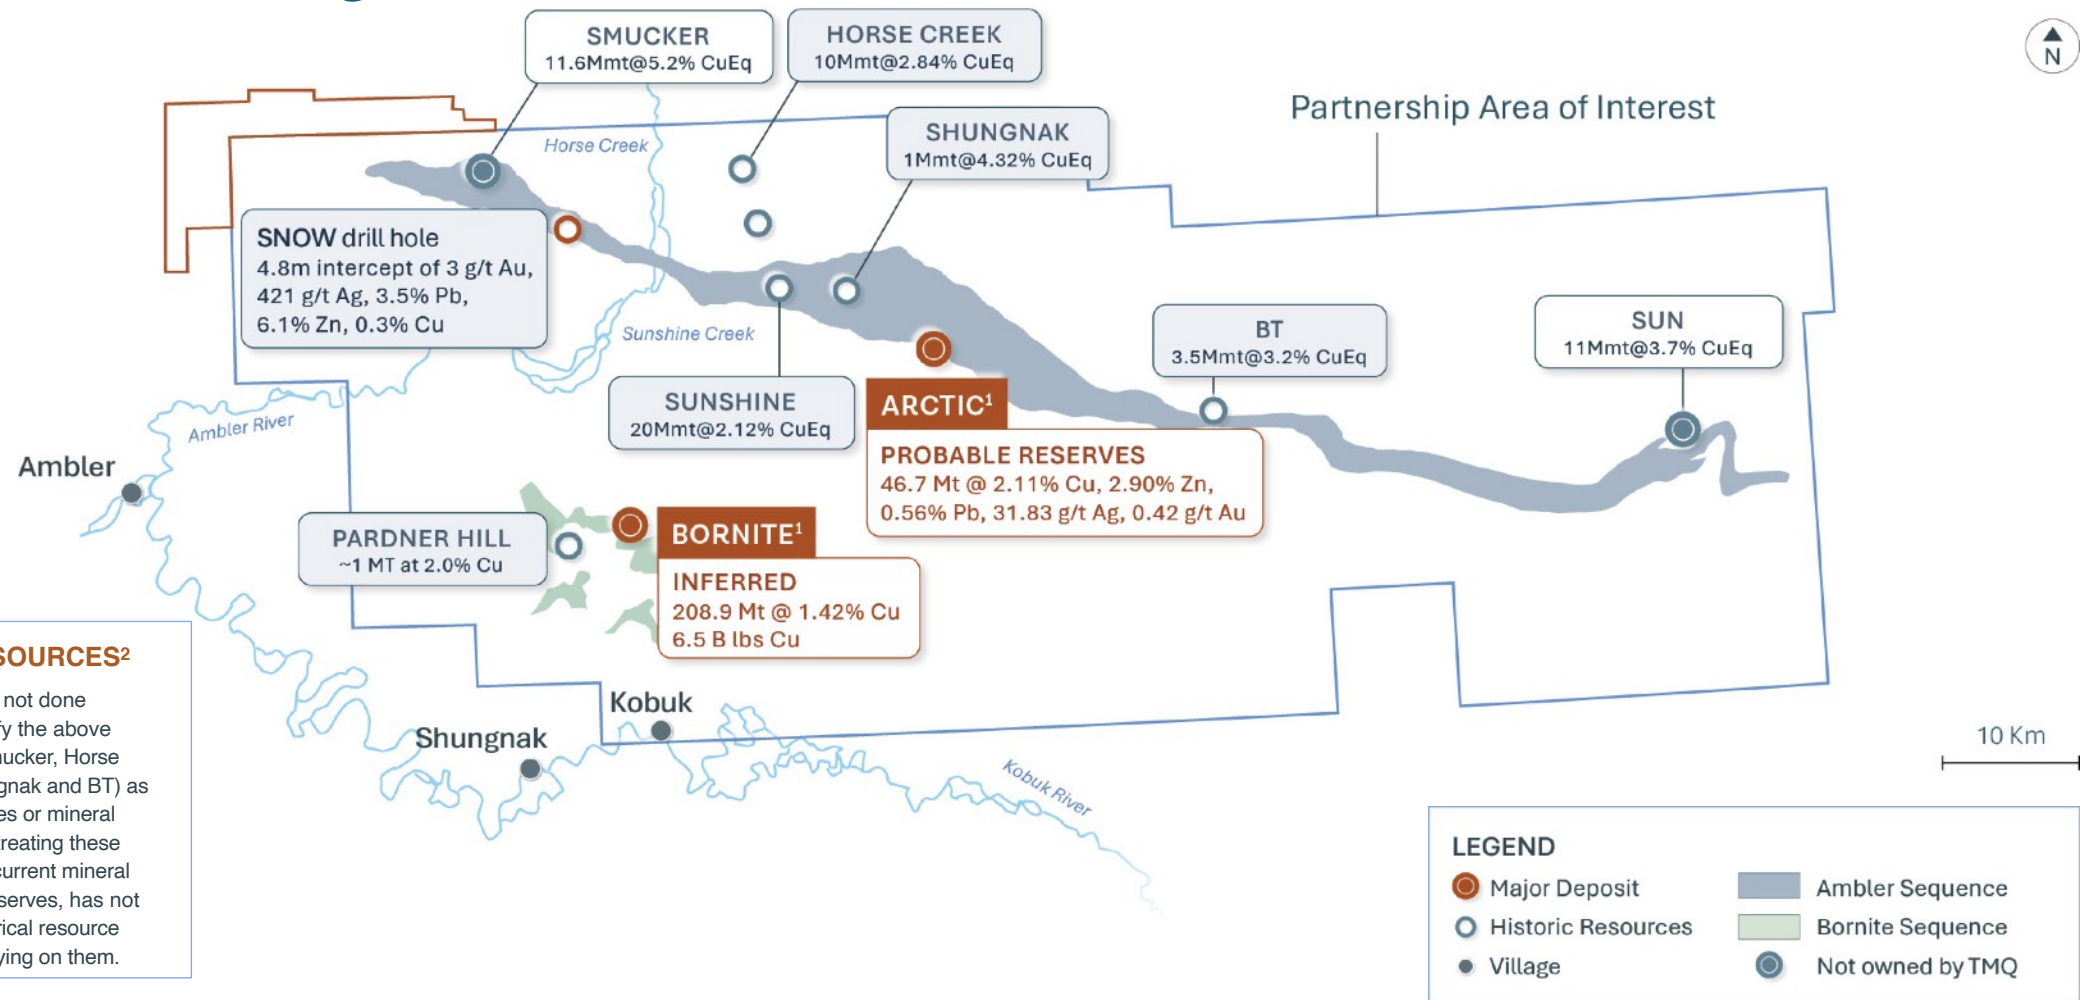 SMUCKER
11.6Mmt@5.2% CuEq
HORSE CREEK
10Mmt@2.84% CuEq
N
Partnership Area of Interest
SHUNGNAK
1Mmt@4.32% CuEq
Horse Creek
SNOW drill hole
4.8m intercept of 3 g/t Au,
421 g/t Ag, 3.5% Pb,
6.1% Zn, 0.3% Cu
Sunshine Creek
BT
3.5Mmt@3.2% CuEq
SUN
11Mmt@3.7% CuEq
SUNSHINE
20Mmt@2.12% CuEq
ARCTIC¹
PROBABLE RESERVES
46.7 Mt @ 2.11% Cu, 2.90% Zn,
0.56% Pb, 31.83 g/t Ag, 0.42 g/t Au
Ambler River
Ambler
PARDNER HILL
~1 MT at 2.0% Cu
BORNITE¹
INFERRED
208.9 Mt @ 1.42% Cu
6.5 B lbs Cu
SOURCES²
not done
fy the above
nucker, Horse
gnak and BT) as
es or mineral
treating these
current mineral
serves, has not
rical resource
ying on them.
Kobuk
Shungnak
Kobuk River
10 Km
LEGEND
Major Deposit
Historic Resources
Village
Ambler Sequence
Bornite Sequence
Not owned by TMQ